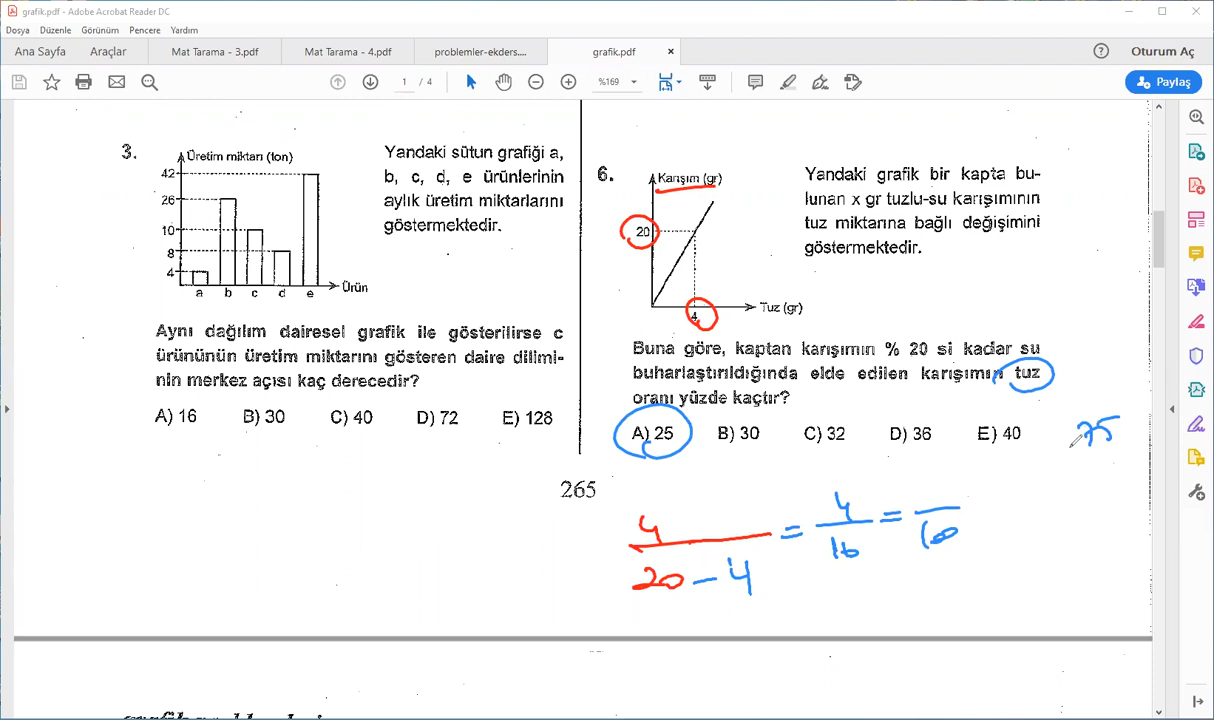 grafik.pdf - Adobe Acrobat Reader DC
Dosya Düzenle Görünüm Pencere Yardım
Ana Sayfa Araçlar Mat Tarama - 3.pdf Mat Tarama - 4.pdf problemler-ekders.... grafik.pdf × ? Oturum Aç
1 / 4 %169 Paylaş
3.
Üretim miktarı (ton)
42
26
10
8
4
a b c d e
Ürün
Yandaki sütun grafiği a,
b, c, d, e ürünlerinin
aylık üretim miktarlarını
göstermektedir.
Aynı dağılım dairesel grafik ile gösterilirse c
ürününün üretim miktarını gösteren daire dilimi-
nin merkez açısı kaç derecedir?
A) 16 B) 30 C) 40 D) 72 E) 128
6.
Karışım (gr)
20
4
Tuz (gr)
Yandaki grafik bir kapta bu-
lunan x gr tuzlu-su karışımının
tuz miktarına bağlı değişimini
göstermektedir.
Buna göre, kaptan karışımın % 20 si kadar su
buharlaştırıldığında elde edilen karışımın tuz
oranı yüzde kaçtır?
A) 25 B) 30 C) 32 D) 36 E) 40
75
265
4 / 20 - 4 = 4 / 16 = / 100